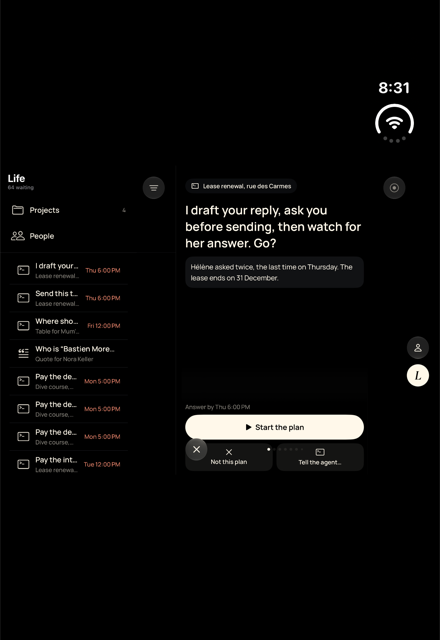 8:31
Life
64 waiting
Projects
People
I draft your… Thu 6:00 PM
Lease renewal…
Send this t… Thu 6:00 PM
Lease renewal…
Where sho… Fri 12:00 PM
Table for Mum'…
Who is “Bastien More…
Quote for Nora Keller
Pay the de… Mon 5:00 PM
Dive course,…
Pay the de… Mon 5:00 PM
Dive course,…
Pay the de… Mon 5:00 PM
Dive course,…
Pay the int… Tue 12:00 PM
Lease renewa…
Lease renewal, rue des Carmes
I draft your reply, ask you
before sending, then watch for
her answer. Go?
Hélène asked twice, the last time on Thursday. The
lease ends on 31 December.
Answer by Thu 6:00 PM
Start the plan
Not this plan
Tell the agent…
L